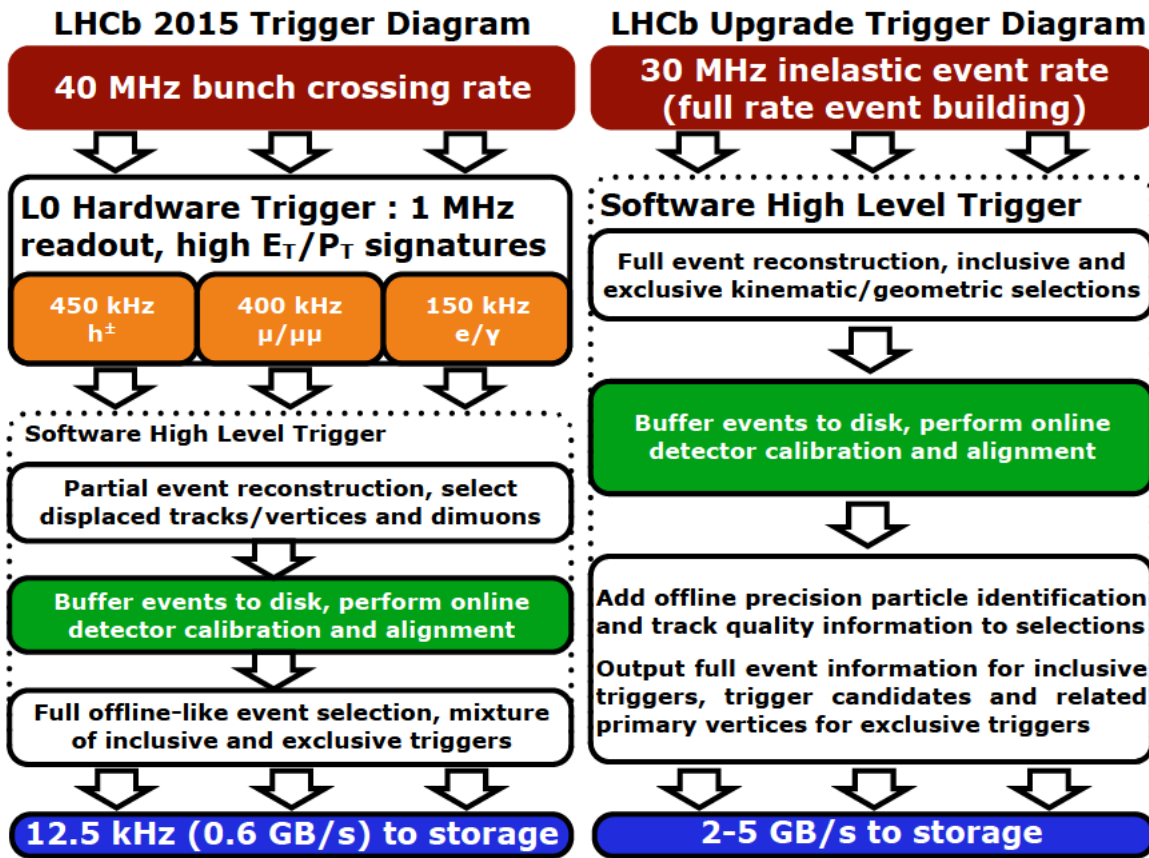 LHCb 2015 Trigger Diagram
40 MHz bunch crossing rate
L0 Hardware Trigger : 1 MHz
readout, high E_T/P_T signatures
450 kHz
h±
400 kHz
μ/μμ
150 kHz
e/γ
Software High Level Trigger
Partial event reconstruction, select
displaced tracks/vertices and dimuons
Buffer events to disk, perform online
detector calibration and alignment
Full offline-like event selection, mixture
of inclusive and exclusive triggers
12.5 kHz (0.6 GB/s) to storage
LHCb Upgrade Trigger Diagram
30 MHz inelastic event rate
(full rate event building)
Software High Level Trigger
Full event reconstruction, inclusive and
exclusive kinematic/geometric selections
Buffer events to disk, perform online
detector calibration and alignment
Add offline precision particle identification
and track quality information to selections
Output full event information for inclusive
triggers, trigger candidates and related
primary vertices for exclusive triggers
2-5 GB/s to storage